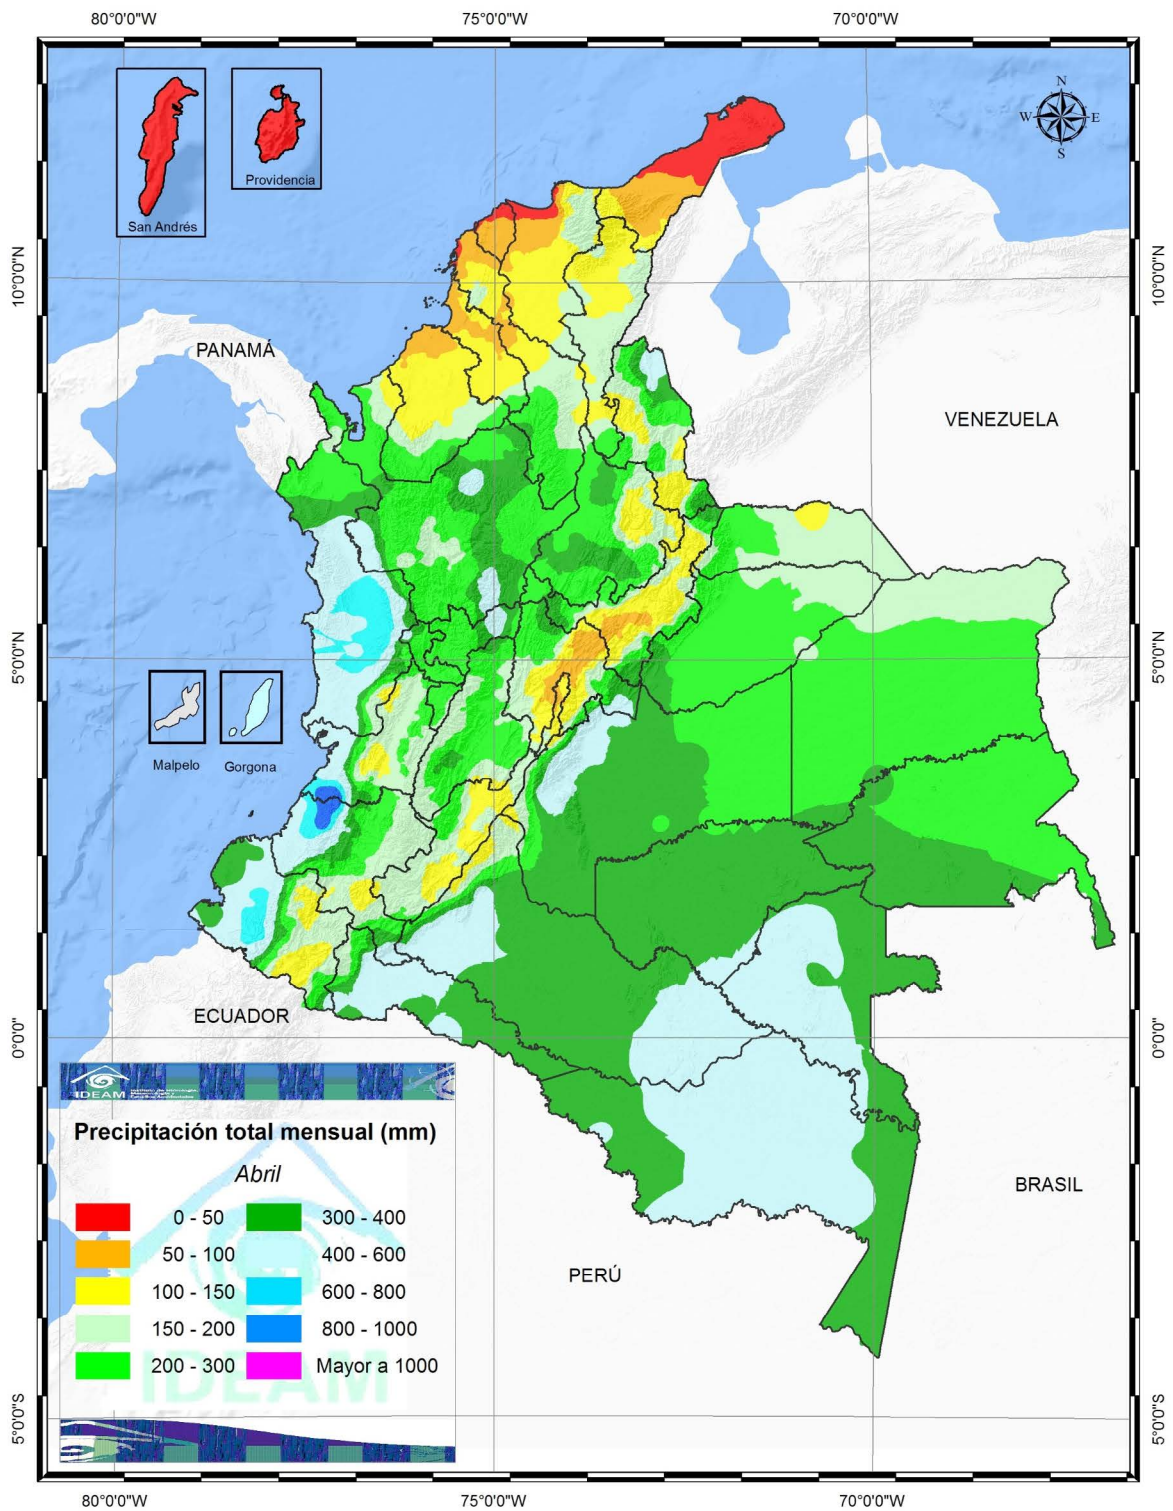 80°0'0"W 75°0'0"W 70°0'0"W
N
W E
S
San Andrés
Providencia
10°0'0"N 10°0'0"N
PANAMÁ
VENEZUELA
5°0'0"N 5°0'0"N
Malpelo Gorgona
ECUADOR
0°0'0" 0°0'0"
IDEAM
Precipitación total mensual (mm)
Abril
0 - 50 300 - 400
50 - 100 400 - 600
100 - 150 600 - 800
150 - 200 800 - 1000
200 - 300 Mayor a 1000
IDEAM
BRASIL
PERÚ
5°0'0"S 5°0'0"S
80°0'0"W 75°0'0"W 70°0'0"W